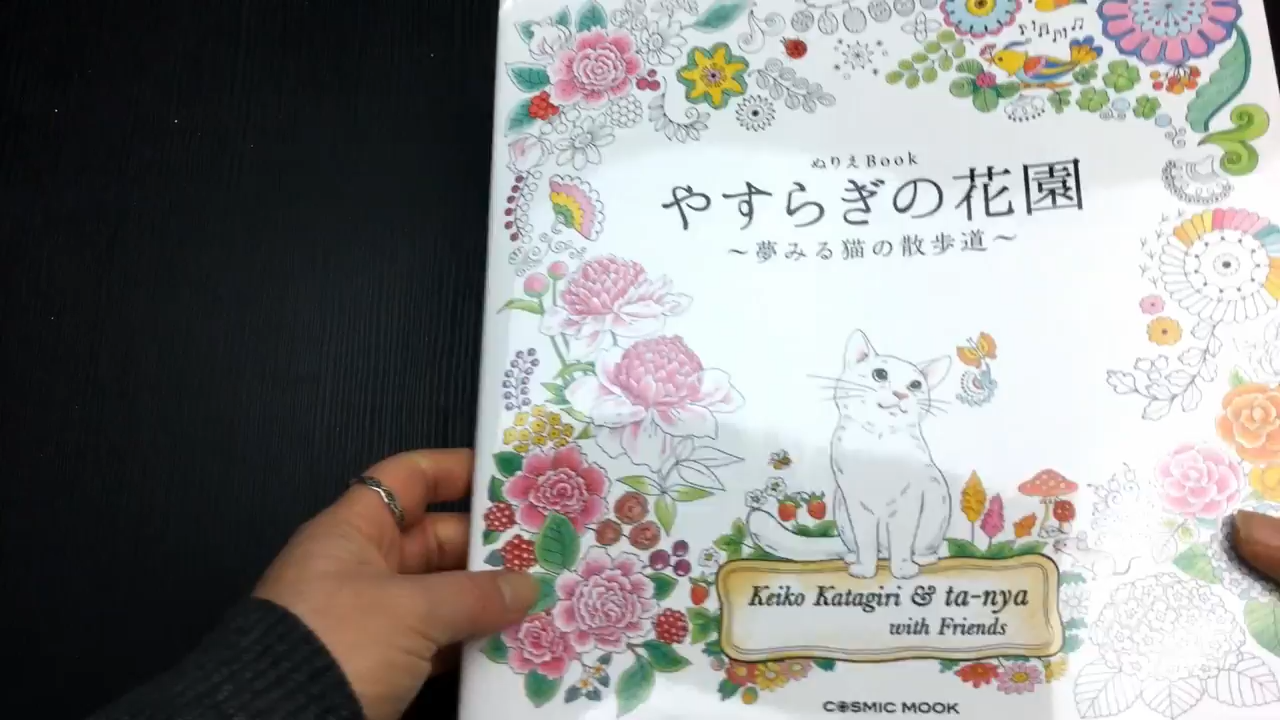 ぬりえBook
やすらぎの花園
～夢みる猫の散歩道～
Keiko Katagiri & ta-nya
with Friends
COSMIC MOOK